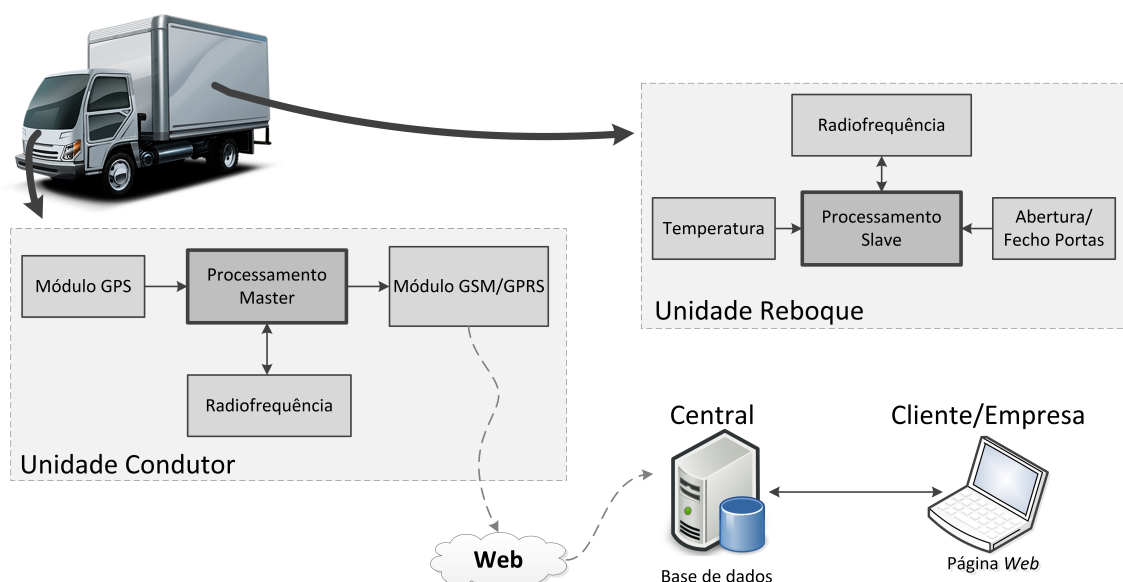 Radiofrequência
Temperatura
Processamento
Slave
Abertura/
Fecho Portas
Unidade Reboque
Módulo GPS
Processamento
Master
Módulo GSM/GPRS
Radiofrequência
Unidade Condutor
Central
Cliente/Empresa
Web
Base de dados
Página Web